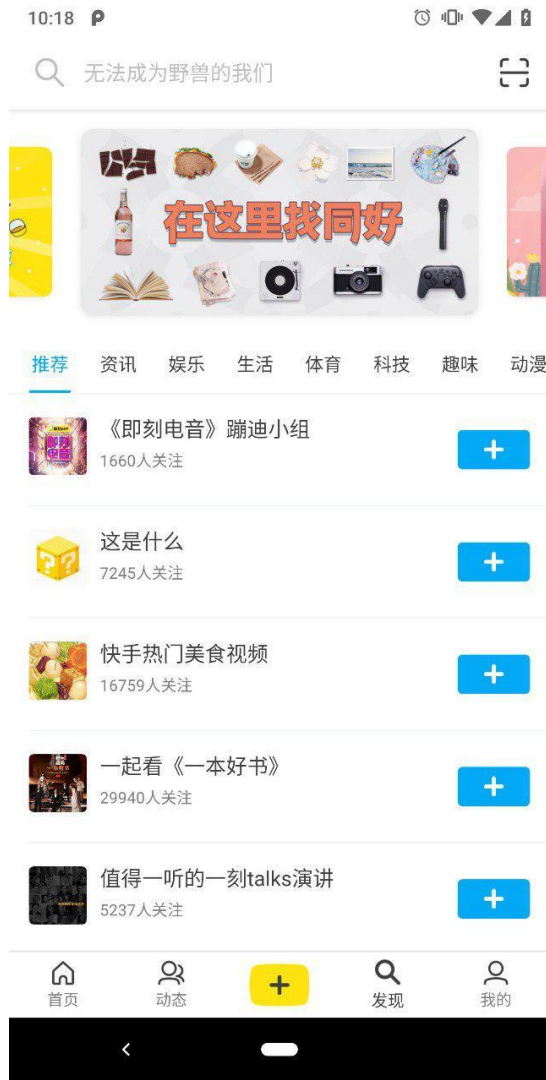 10:18
无法成为野兽的我们
在这里找同好
推荐 资讯 娱乐 生活 体育 科技 趣味 动漫
《即刻电音》蹦迪小组
1660人关注
即刻
电音
这是什么
7245人关注
? ?
快手热门美食视频
16759人关注
一起看《一本好书》
29940人关注
值得一听的一刻talks演讲
5237人关注
首页 动态 发现 我的